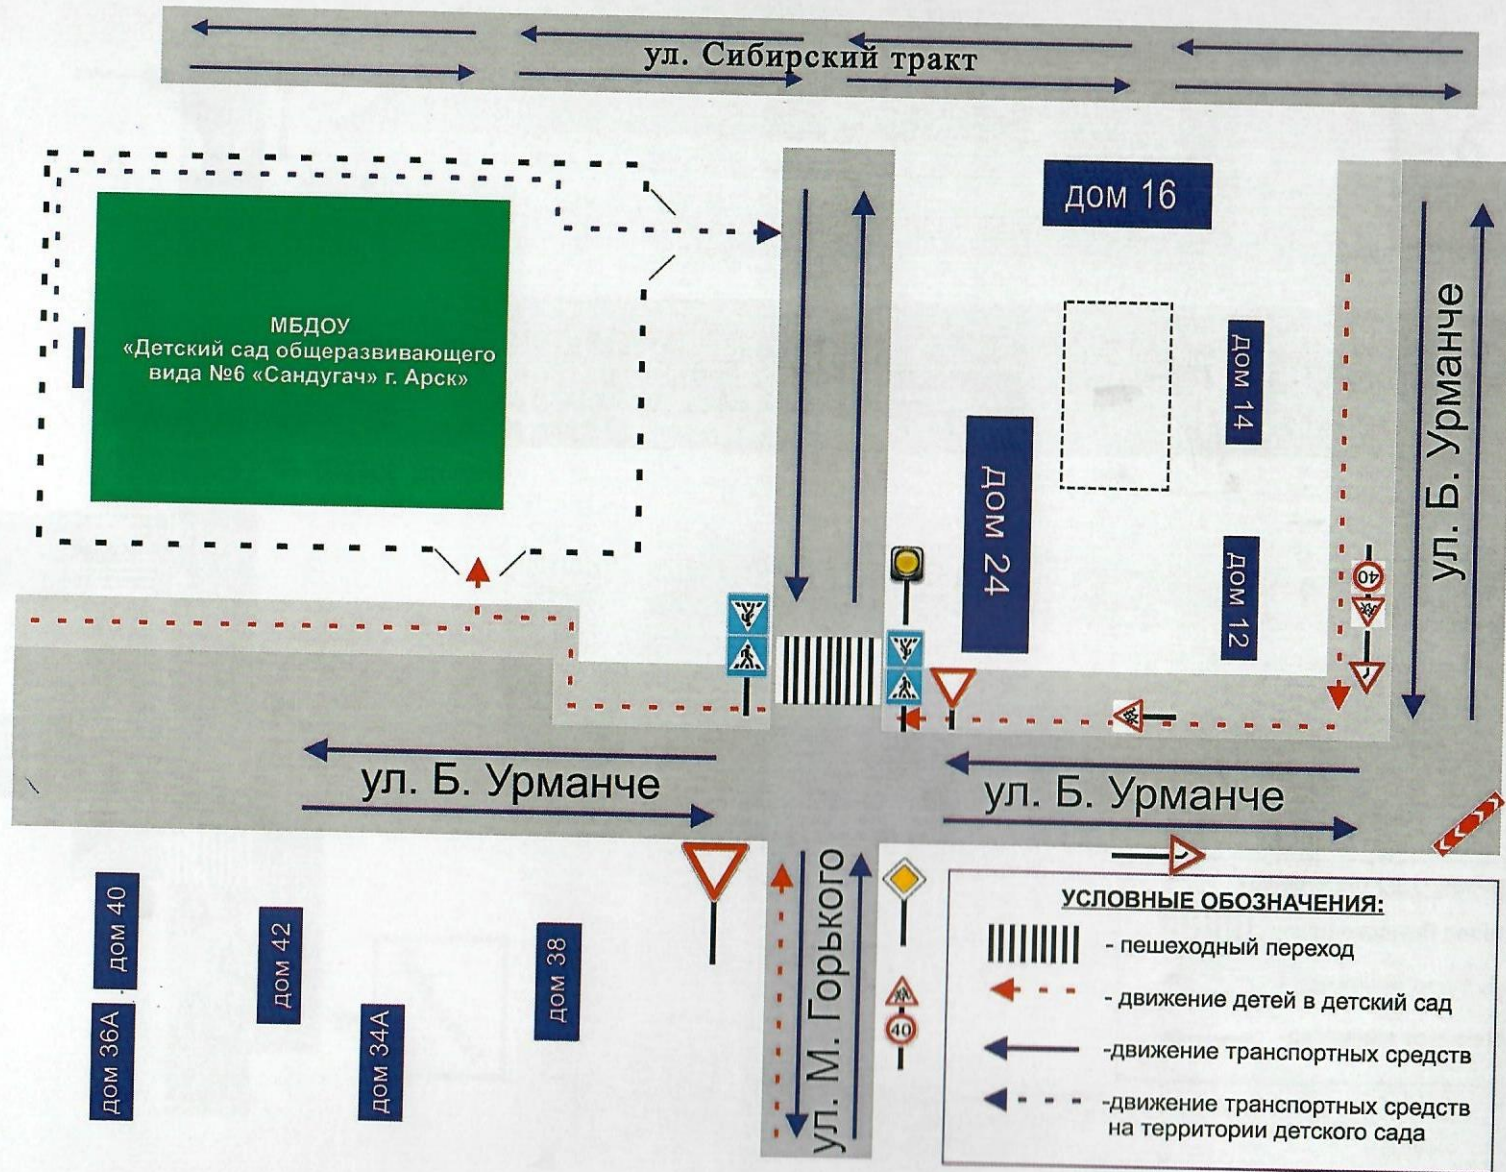 ул. Сибирский тракт
дом 16
МБДОУ
«Детский сад общеразвивающего
вида №6 «Сандугач» г. Арск»
дом 14
ул. Б. Урманче
дом 24
дом 12
40
ул. Б. Урманче
ул. Б. Урманче
дом 40
дом 42
дом 38
дом 36А
дом 34А
ул. М. Горького
40
УСЛОВНЫЕ ОБОЗНАЧЕНИЯ:
- пешеходный переход
- движение детей в детский сад
-движение транспортных средств
-движение транспортных средств
на территории детского сада